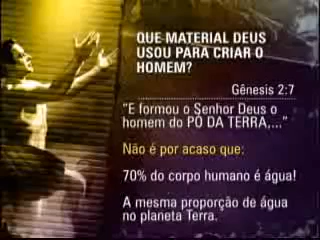 QUE MATERIAL DEUS
USOU PARA CRIAR O
HOMEM?
Gênesis 2:7
“E formou o Senhor Deus o
homem do PÓ DA TERRA,...”
Não é por acaso que:
70% do corpo humano é água!
A mesma proporção de água
no planeta Terra.